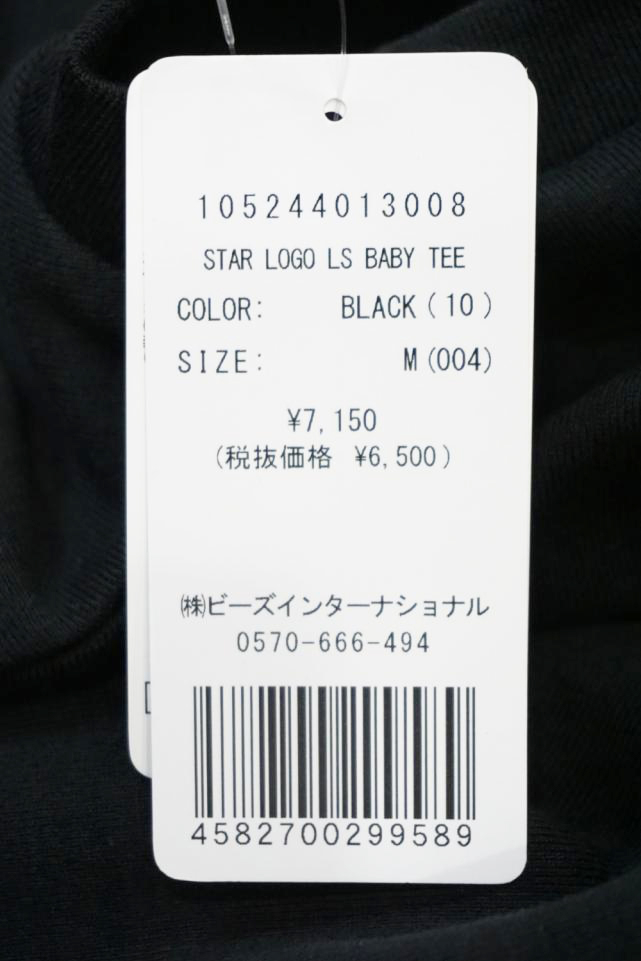 105244013008
STAR LOGO LS BABY TEE
COLOR: BLACK(10)
SIZE: M(004)
¥7,150
(税抜価格 ¥6,500)
㈱ビーズインターナショナル
0570-666-494
4582700299589